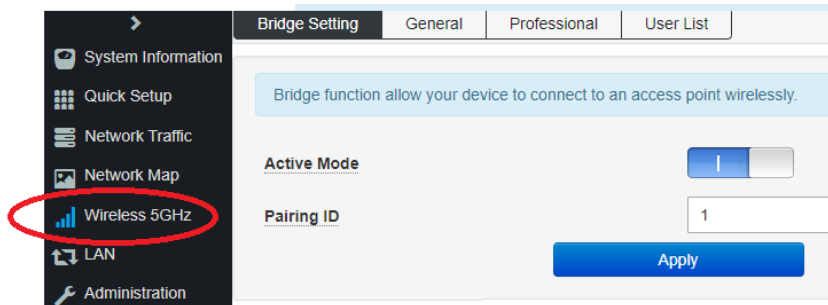 Bridge Setting General Professional User List
System Information
Quick Setup
Network Traffic
Network Map
Wireless 5GHz
LAN
Administration
Bridge function allow your device to connect to an access point wirelessly.
Active Mode
Pairing ID 1
Apply